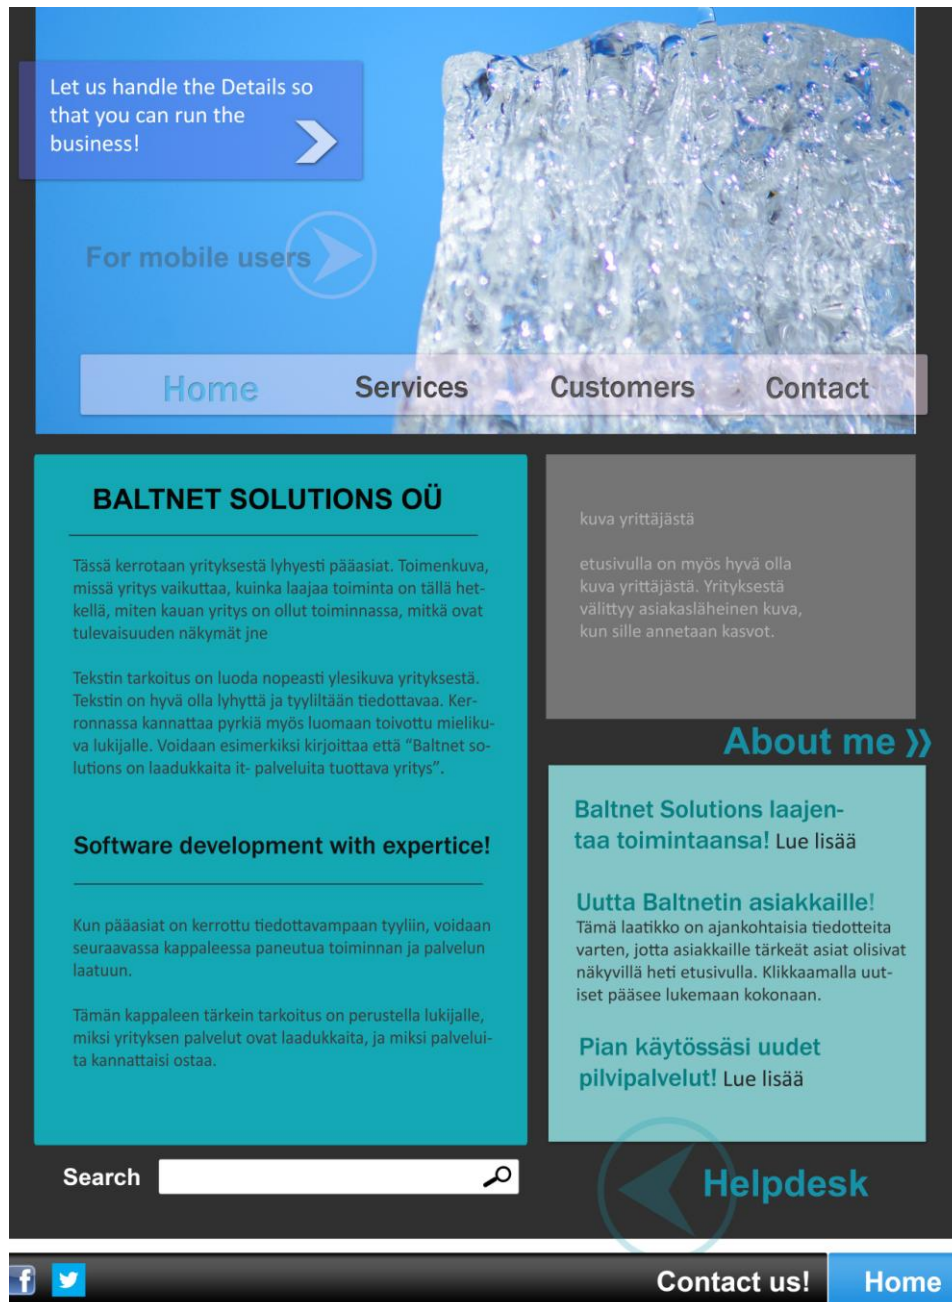 Let us handle the Details so
that you can run the
business!
For mobile users
Home
Services
Customers
Contact
BALTNET SOLUTIONS OÜ
Tässä kerrotaan yrityksestä lyhyesti pääasiat. Toimenkuva,
missä yritys vaikuttaa, kuinka laajaa toiminta on tällä het-
kellä, miten kauan yritys on ollut toiminnassa, mitkä ovat
tulevaisuuden näkymät jne
Tekstin tarkoitus on luoda nopeasti ylesikuva yrityksestä.
Tekstin on hyvä olla lyhyttä ja tyyliltään tiedottavaa. Ker-
ronnassa kannattaa pyrkiä myös luomaan toivottu mieliku-
va lukijalle. Voidaan esimerkiksi kirjoittaa että "Baltnet so-
lutions on laadukkaita it- palveluita tuottava yritys".
Software development with expertice!
Kun pääasiat on kerrottu tiedottavampaan tyyliin, voidaan
seuraavassa kappaleessa paneutua toiminnan ja palvelun
laatuun.
Tämän kappaleen tärkein tarkoitus on perustella lukijalle,
miksi yrityksen palvelut ovat laadukkaita, ja miksi palvelui-
ta kannattaisi ostaa.
kuva yrittäjästä
etusivulla on myös hyvä olla
kuva yrittäjästä. Yrityksestä
välittyy asiakasläheinen kuva,
kun sille annetaan kasvot.
About me
Baltnet Solutions laajen-
taa toimintaansa! Lue lisää
Uutta Baltnetin asiakkaille!
Tämä laatikko on ajankohtaisia tiedotteita
varten, jotta asiakkaille tärkeät asiat olisivat
näkyvillä heti etusivulla. Klikkaamalla uut-
iset pääsee lukemaan kokonaan.
Pian käytössäsi uudet
pilvipalvelut! Lue lisää
Search
Helpdesk
Contact us!
Home